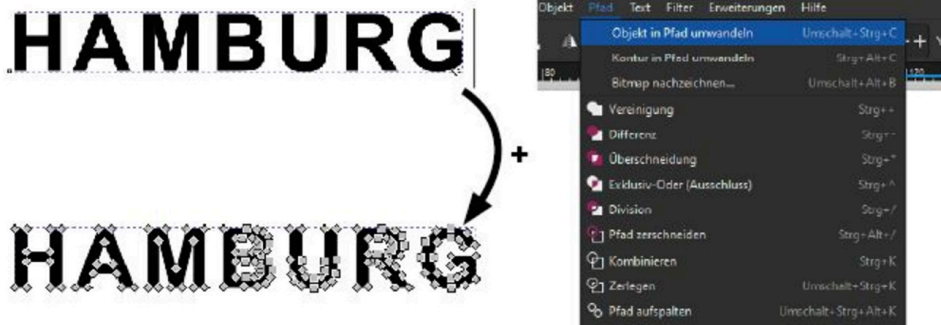 HAMBURG
+
HAMBURG
Objekt Pfad Text Filter Erweiterungen Hilfe
Objekt in Pfad umwandeln Umschalt+Strg+C
Kontur in Pfad umwandeln Strg+Alt+C
Bitmap nachzeichnen... Umschalt+Alt+B
Vereinigung Strg++
Differenz Strg+-
Überschneidung Strg+*
Exklusiv-Oder (Ausschluss) Strg+^
Division Strg+/
Pfad zerschneiden Strg+Alt+/
Kombinieren Strg+K
Zerlegen Umschalt+Strg+K
Pfad aufspalten Umschalt+Strg+Alt+K